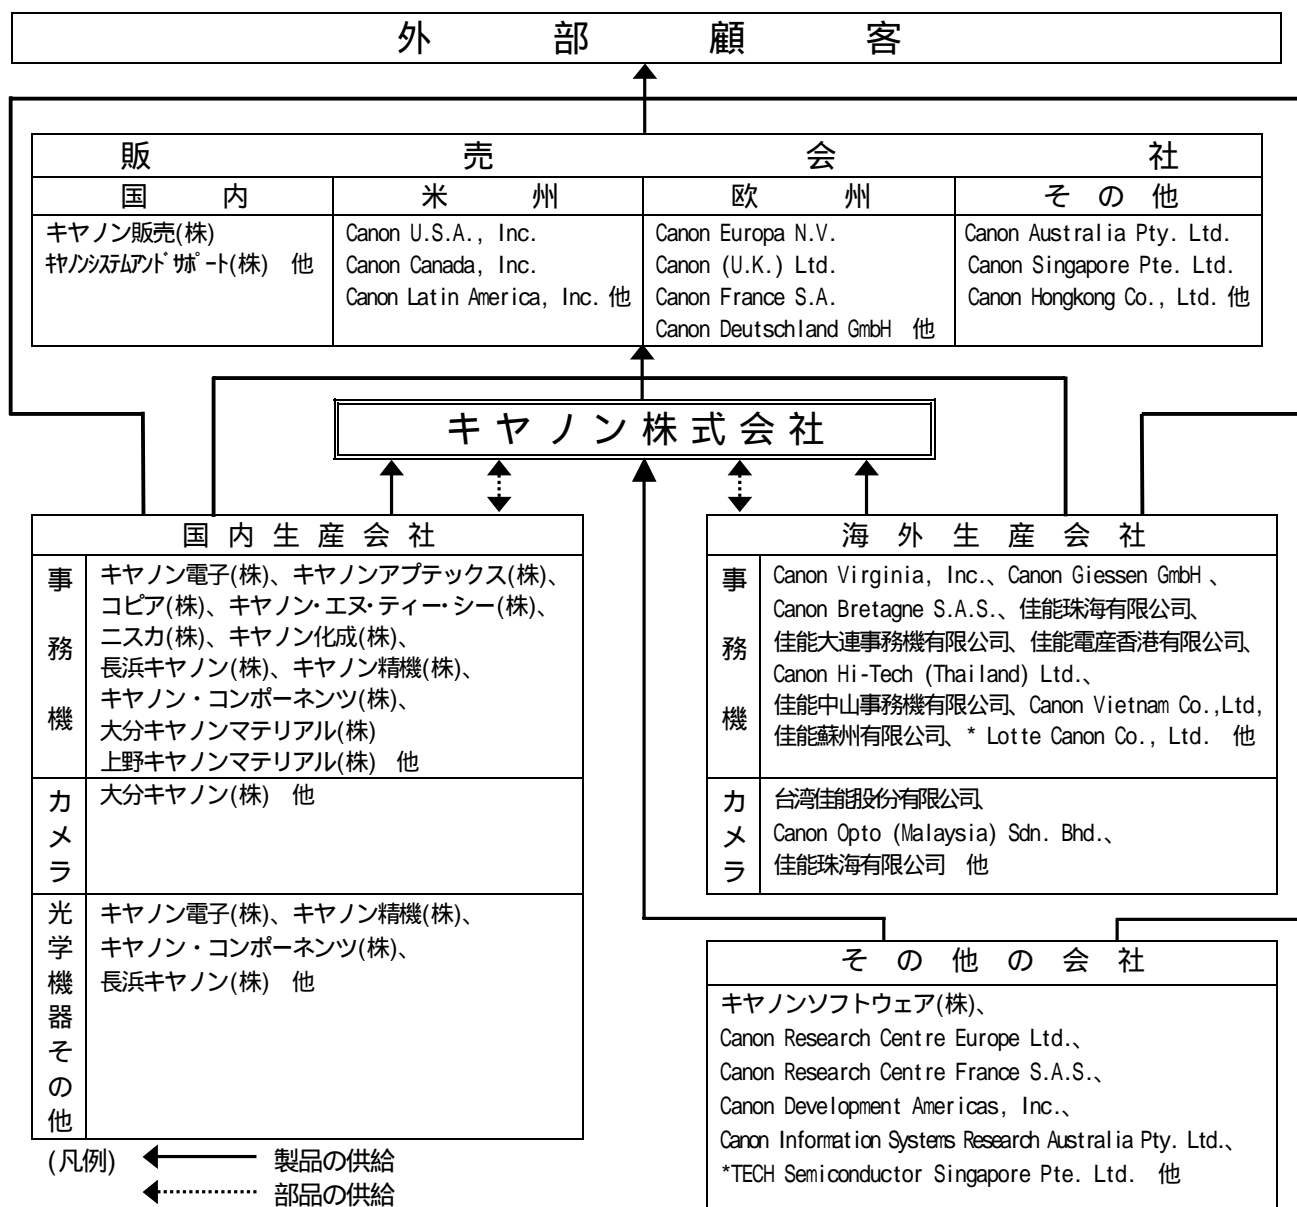 外部顧客
販売会社
国内 米州 欧州 その他
キヤノン販売(株)
キヤノンシステムアンドサポート(株) 他
Canon U.S.A., Inc.
Canon Canada, Inc.
Canon Latin America, Inc. 他
Canon Europa N.V.
Canon (U.K.) Ltd.
Canon France S.A.
Canon Deutschland GmbH 他
Canon Australia Pty. Ltd.
Canon Singapore Pte. Ltd.
Canon Hongkong Co., Ltd. 他
キヤノン株式会社
国内生産会社
事務機
キヤノン電子(株)、キヤノンアプテックス(株)、
コピア(株)、キヤノン・エヌ・ティー・シー(株)、
ニスカ(株)、キヤノン化成(株)、
長浜キヤノン(株)、キヤノン精機(株)、
キヤノン・コンポーネンツ(株)、
大分キヤノンマテリアル(株)
上野キヤノンマテリアル(株) 他
カメラ
大分キヤノン(株) 他
光学機器その他
キヤノン電子(株)、キヤノン精機(株)、
キヤノン・コンポーネンツ(株)、
長浜キヤノン(株) 他
海外生産会社
事務機
Canon Virginia, Inc.、Canon Giessen GmbH、
Canon Bretagne S.A.S.、佳能珠海有限公司、
佳能大連事務機有限公司、佳能電産香港有限公司、
Canon Hi-Tech (Thailand) Ltd.、
佳能中山事務機有限公司、Canon Vietnam Co.,Ltd,
佳能蘇州有限公司、* Lotte Canon Co., Ltd. 他
カメラ
台湾佳能股份有限公司、
Canon Opto (Malaysia) Sdn. Bhd.、
佳能珠海有限公司 他
その他の会社
キヤノンソフトウェア(株)、
Canon Research Centre Europe Ltd.、
Canon Research Centre France S.A.S.、
Canon Development Americas, Inc.、
Canon Information Systems Research Australia Pty. Ltd.、
*TECH Semiconductor Singapore Pte. Ltd. 他
(凡例) 製品の供給
部品の供給